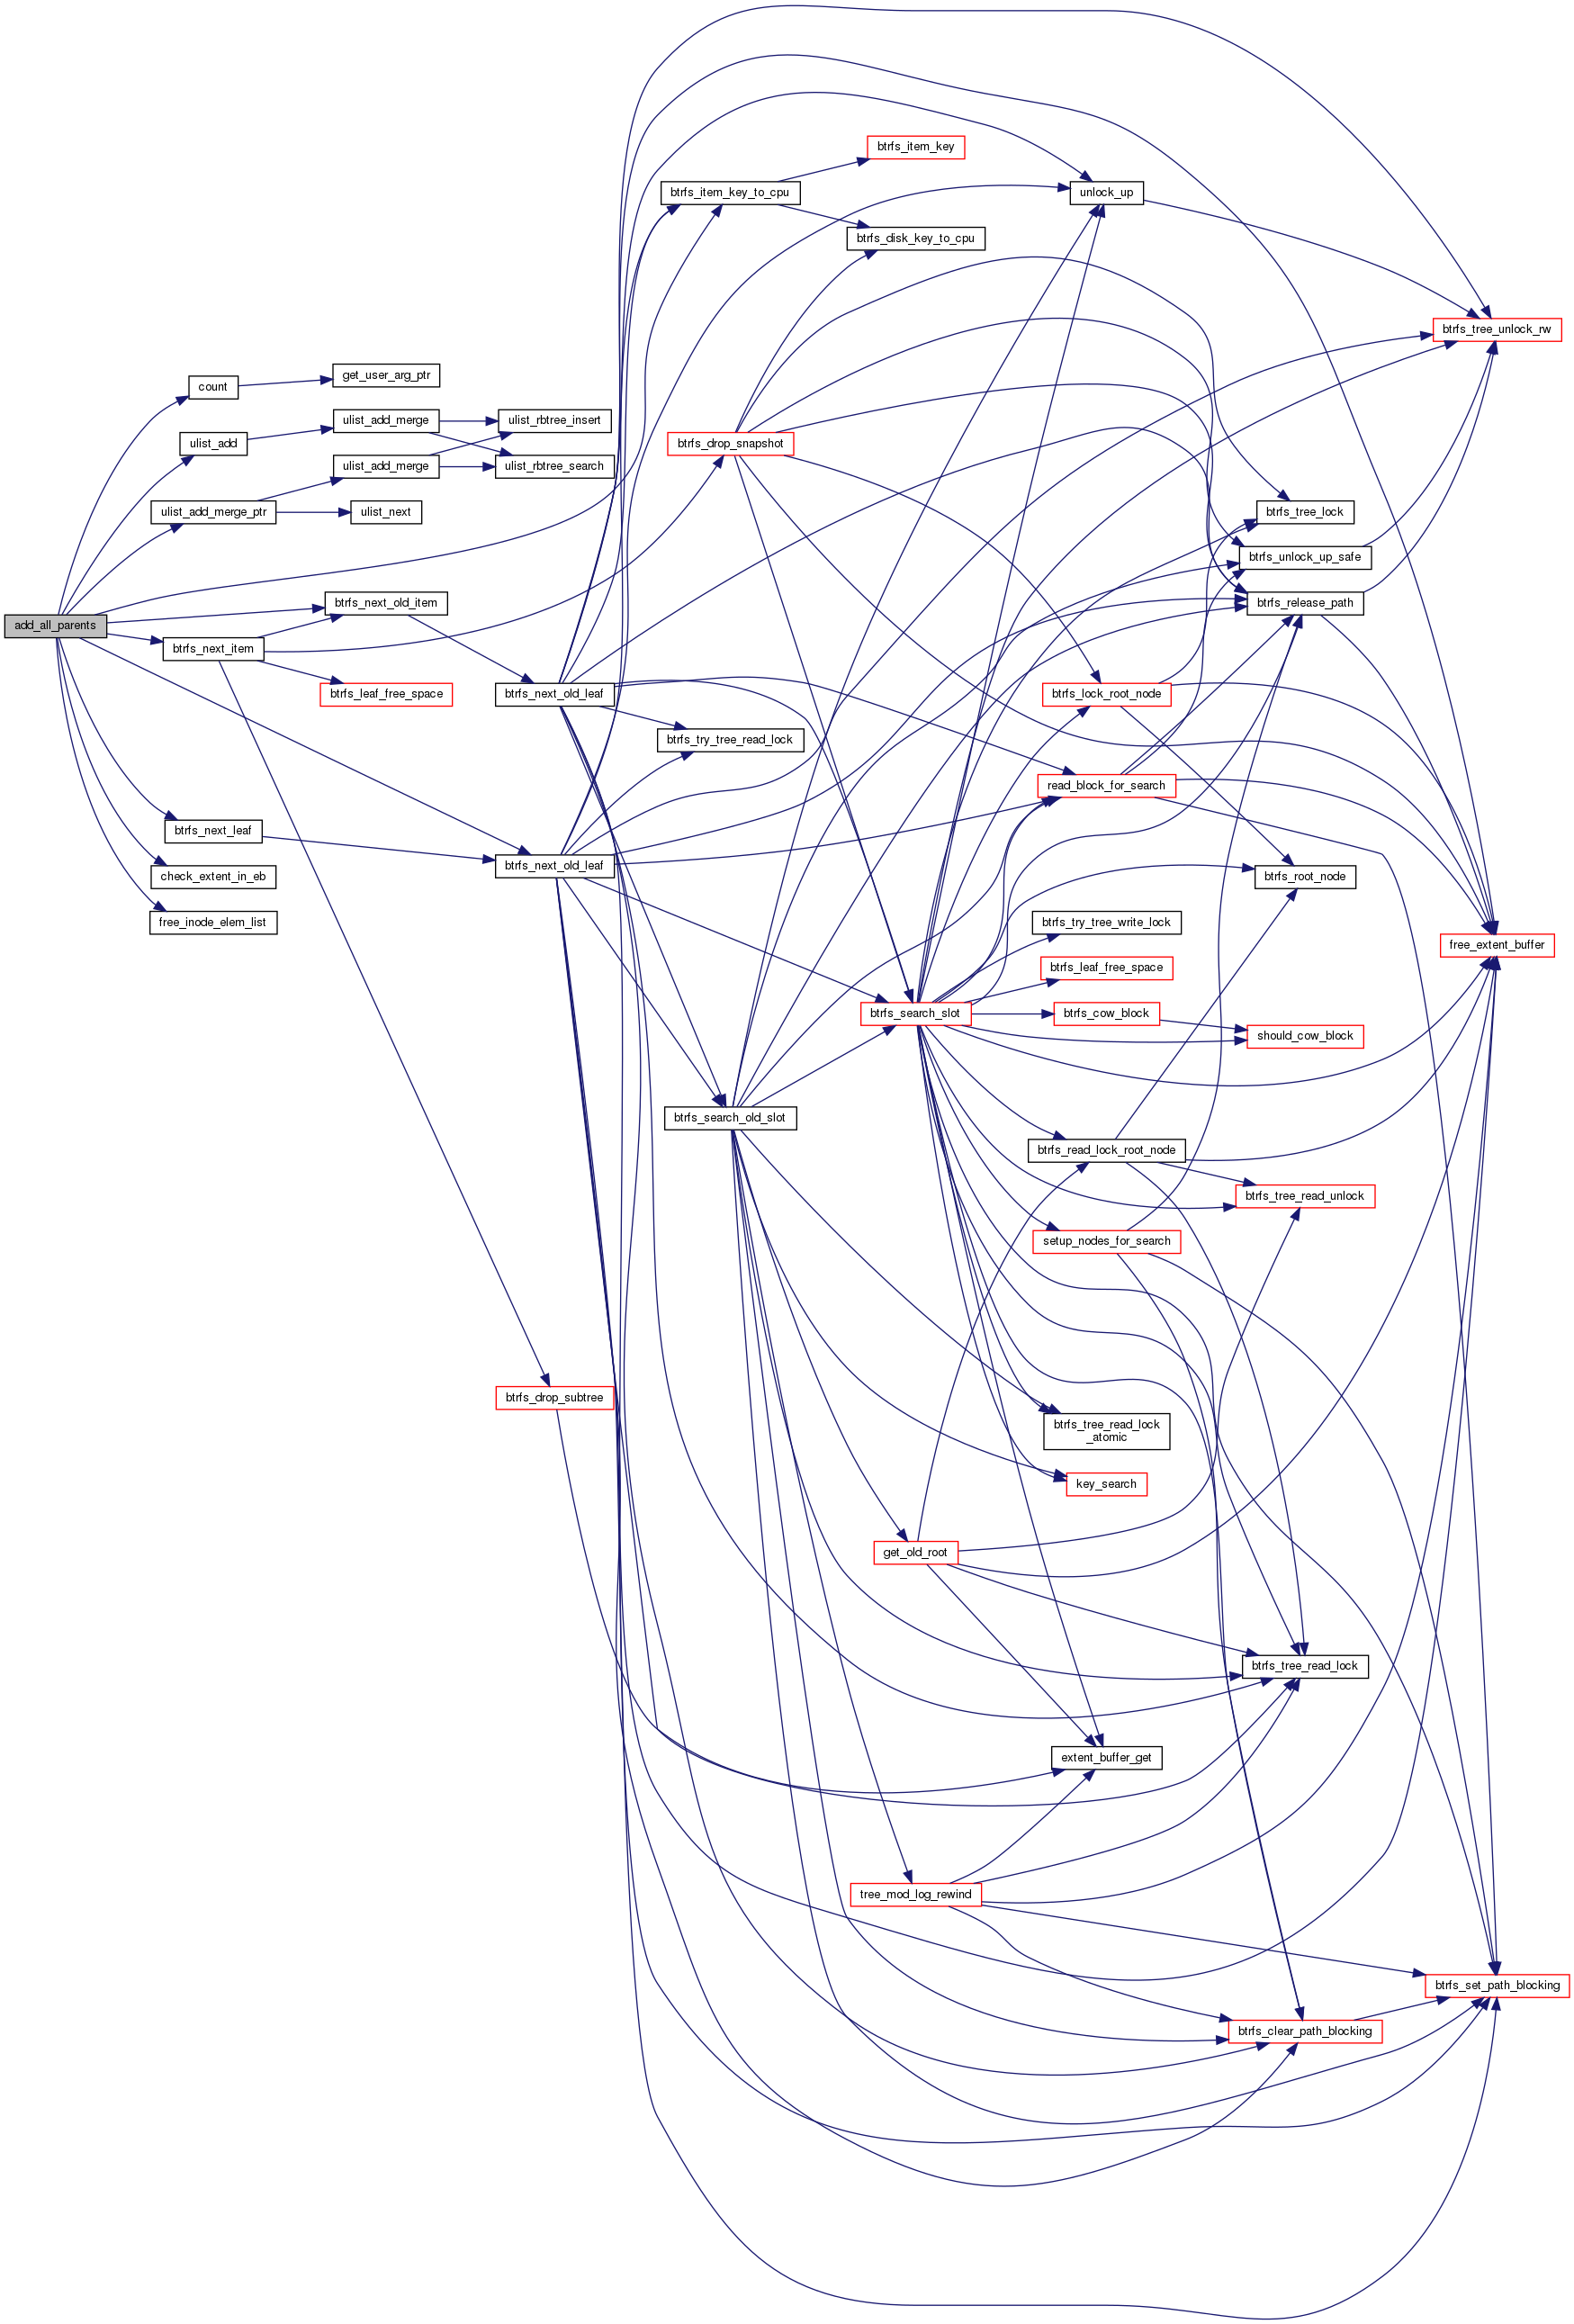 add_all_parents
count
ulist_add
ulist_add_merge_ptr
btrfs_next_item
btrfs_next_leaf
check_extent_in_eb
free_inode_elem_list
get_user_arg_ptr
ulist_add_merge
ulist_add_merge
ulist_next
btrfs_next_old_item
btrfs_leaf_free_space
ulist_rbtree_insert
ulist_rbtree_search
btrfs_next_old_leaf
btrfs_next_old_leaf
btrfs_drop_subtree
btrfs_item_key_to_cpu
btrfs_drop_snapshot
btrfs_try_tree_read_lock
btrfs_search_old_slot
btrfs_item_key
btrfs_disk_key_to_cpu
btrfs_search_slot
get_old_root
tree_mod_log_rewind
unlock_up
btrfs_lock_root_node
read_block_for_search
btrfs_try_tree_write_lock
btrfs_leaf_free_space
btrfs_cow_block
btrfs_read_lock_root_node
setup_nodes_for_search
btrfs_tree_read_lock
_atomic
key_search
extent_buffer_get
btrfs_tree_lock
btrfs_unlock_up_safe
btrfs_release_path
btrfs_root_node
should_cow_block
btrfs_tree_read_unlock
btrfs_tree_read_lock
btrfs_clear_path_blocking
btrfs_tree_unlock_rw
free_extent_buffer
btrfs_set_path_blocking